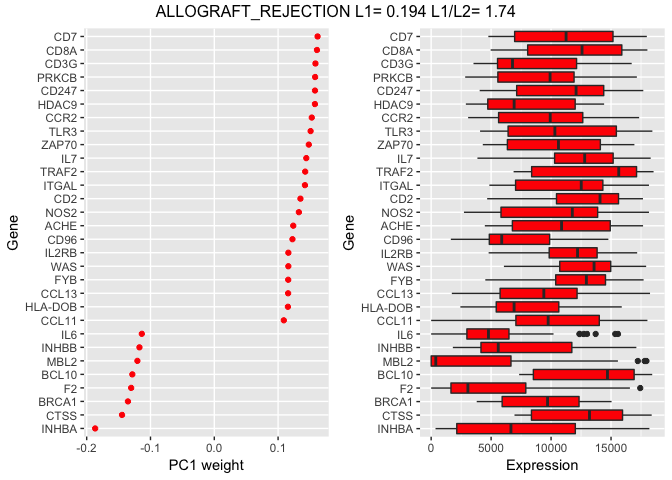 ALLOGRAFT_REJECTION L1= 0.194 L1/L2= 1.74
Gene
CD7
CD8A
CD3G
PRKCB
CD247
HDAC9
CCR2
TLR3
ZAP70
IL7
TRAF2
ITGAL
CD2
NOS2
ACHE
CD96
IL2RB
WAS
FYB
CCL13
HLA-DOB
CCL11
IL6
INHBB
MBL2
BCL10
F2
BRCA1
CTSS
INHBA
-0.2 -0.1 0.0 0.1
PC1 weight
Gene
CD7
CD8A
CD3G
PRKCB
CD247
HDAC9
CCR2
TLR3
ZAP70
IL7
TRAF2
ITGAL
CD2
NOS2
ACHE
CD96
IL2RB
WAS
FYB
CCL13
HLA-DOB
CCL11
IL6
INHBB
MBL2
BCL10
F2
BRCA1
CTSS
INHBA
0 5000 10000 15000
Expression